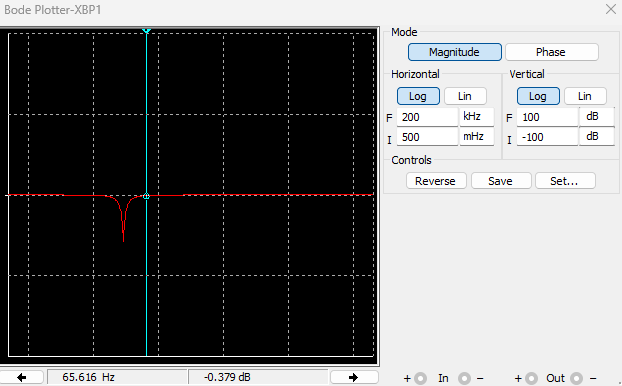 Bode Plotter-XBP1
Mode
Magnitude Phase
Horizontal Vertical
Log Lin Log Lin
F 200 kHz F 100 dB
I 500 mHz I -100 dB
Controls
Reverse Save Set...
65.616 Hz -0.379 dB
+ In - + Out -